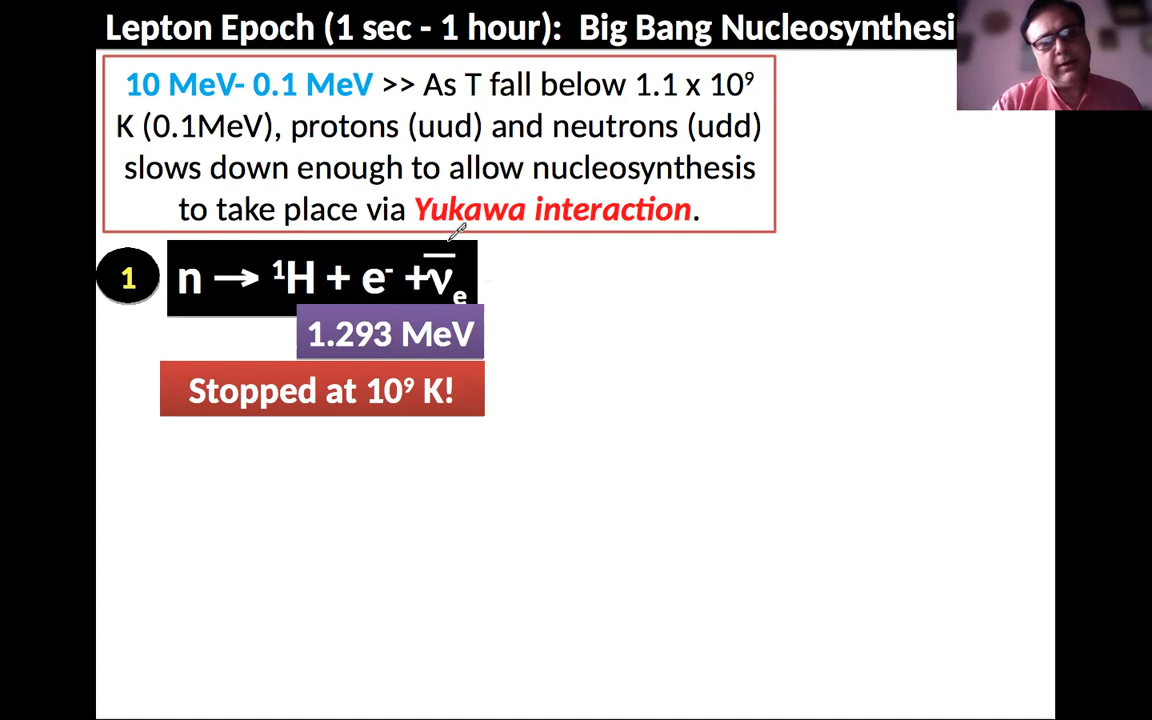 Lepton Epoch (1 sec - 1 hour):  Big Bang Nucleosynthesi
10 MeV- 0.1 MeV >> As T fall below 1.1 x 10⁹
K (0.1MeV), protons (uud) and neutrons (udd)
slows down enough to allow nucleosynthesis
to take place via Yukawa interaction.
1
n → ¹H + e⁻ + ν̅ₑ
1.293 MeV
Stopped at 10⁹ K!